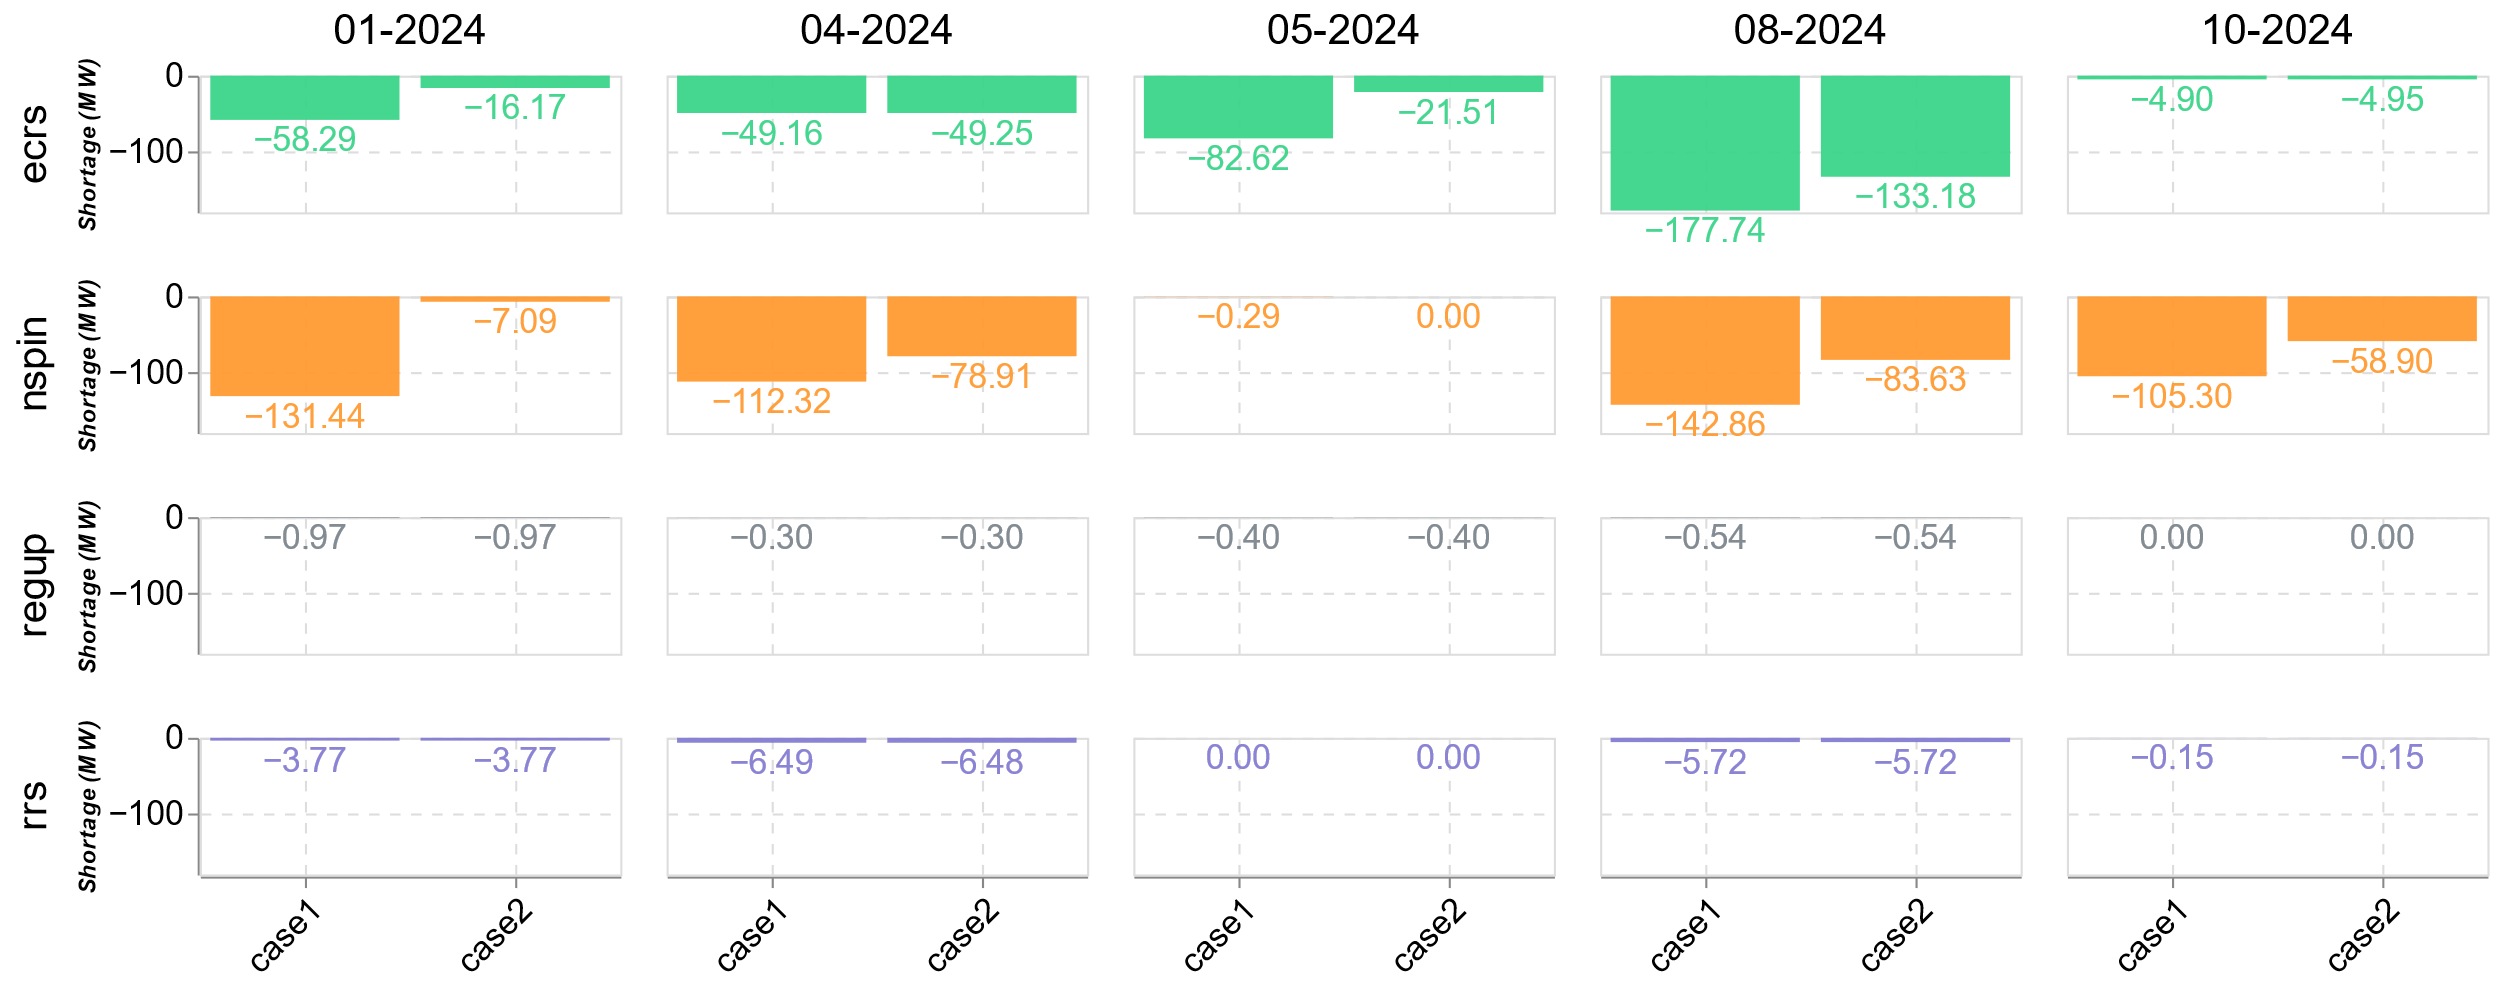 01-2024 04-2024 05-2024 08-2024 10-2024
ecrs
Shortage (MW)
0
−100
−58.29 −16.17 −49.16 −49.25 −82.62 −21.51 −177.74 −133.18 −4.90 −4.95
nspin
Shortage (MW)
0
−100
−131.44 −7.09 −112.32 −78.91 −0.29 0.00 −142.86 −83.63 −105.30 −58.90
regup
Shortage (MW)
0
−100
−0.97 −0.97 −0.30 −0.30 −0.40 −0.40 −0.54 −0.54 0.00 0.00
rrs
Shortage (MW)
0
−100
−3.77 −3.77 −6.49 −6.48 0.00 0.00 −5.72 −5.72 −0.15 −0.15
case1 case2 case1 case2 case1 case2 case1 case2 case1 case2